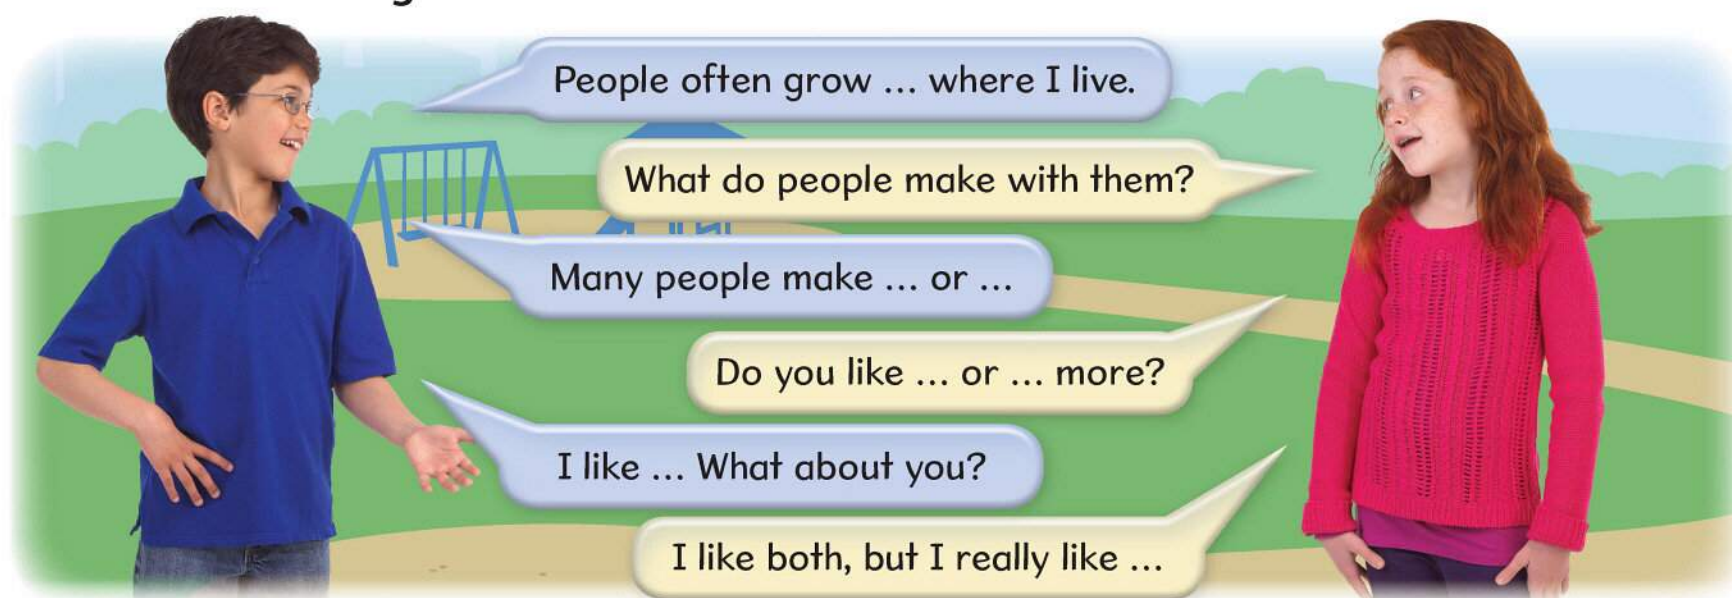 People often grow ... where I live.
What do people make with them?
Many people make ... or ...
Do you like ... or ... more?
I like ... What about you?
I like both, but I really like ...